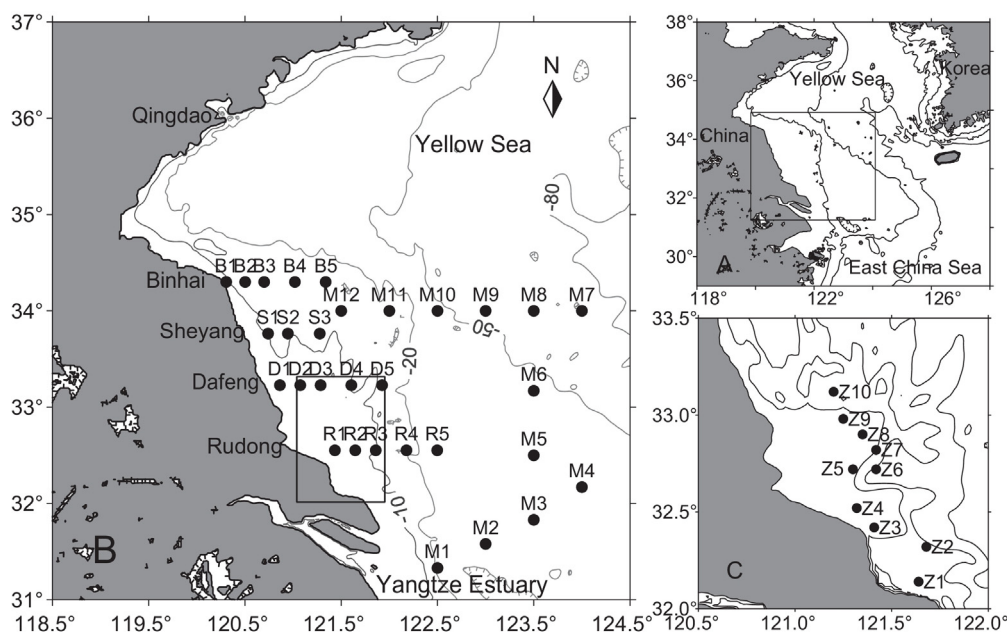 37°
36°
35°
34°
33°
32°
31°
118.5°
119.5°
120.5°
121.5°
122.5°
123.5°
124.5°
N
Qingdao
Yellow Sea
-80
Binhai
B1 B2 B3 B4 B5
M12 M11 M10 M9 M8 M7
Sheyang
S1 S2 S3
-50
-20
Dafeng
D1 D2 D3 D4 D5
M6
Rudong
R1 R2 R3 R4 R5
M5
M4
-10
M3
M2
M1
B
Yangtze Estuary
38°
36°
34°
32°
30°
118°
122°
126°
Yellow Sea
Korea
China
A
East China Sea
33.5°
33.0°
32.5°
32.0°
120.5°
121.0°
121.5°
122.0°
Z10
Z9
Z8
Z7
Z5 Z6
Z4
Z3
Z2
Z1
C